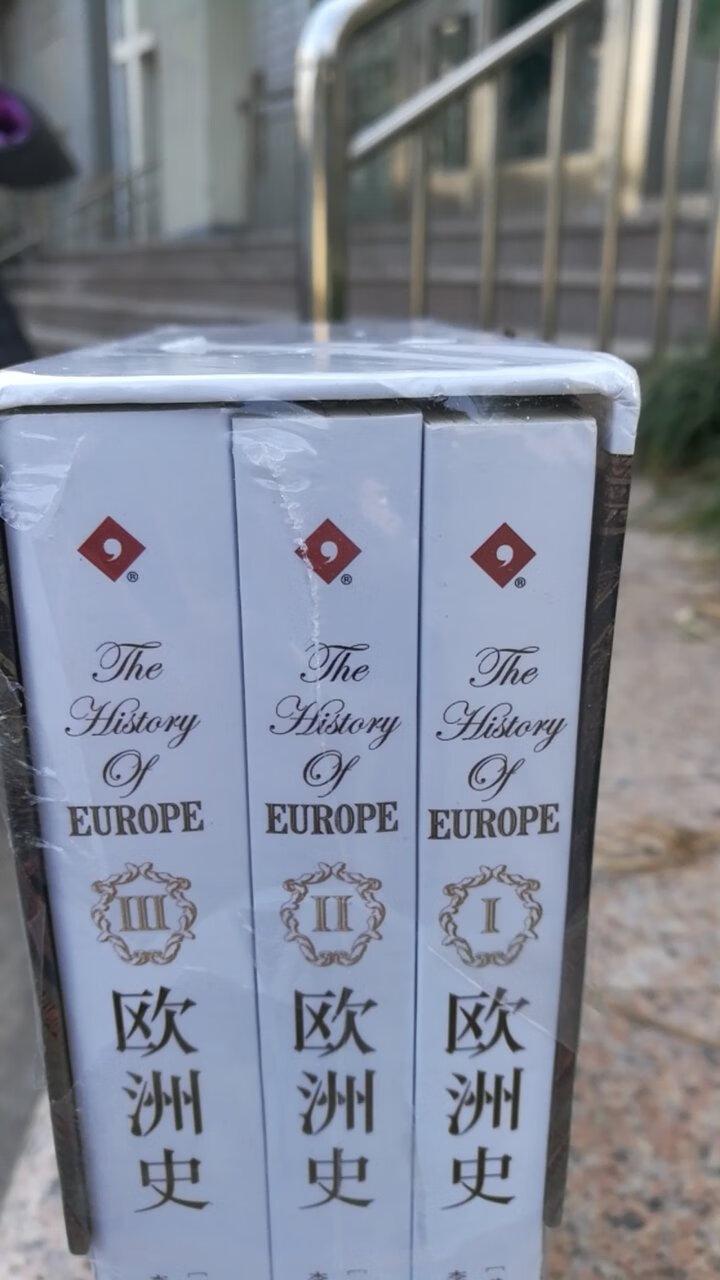 ®
The
History
Of
EUROPE
III
欧
洲
史
®
The
History
Of
EUROPE
II
欧
洲
史
®
The
History
Of
EUROPE
I
欧
洲
史